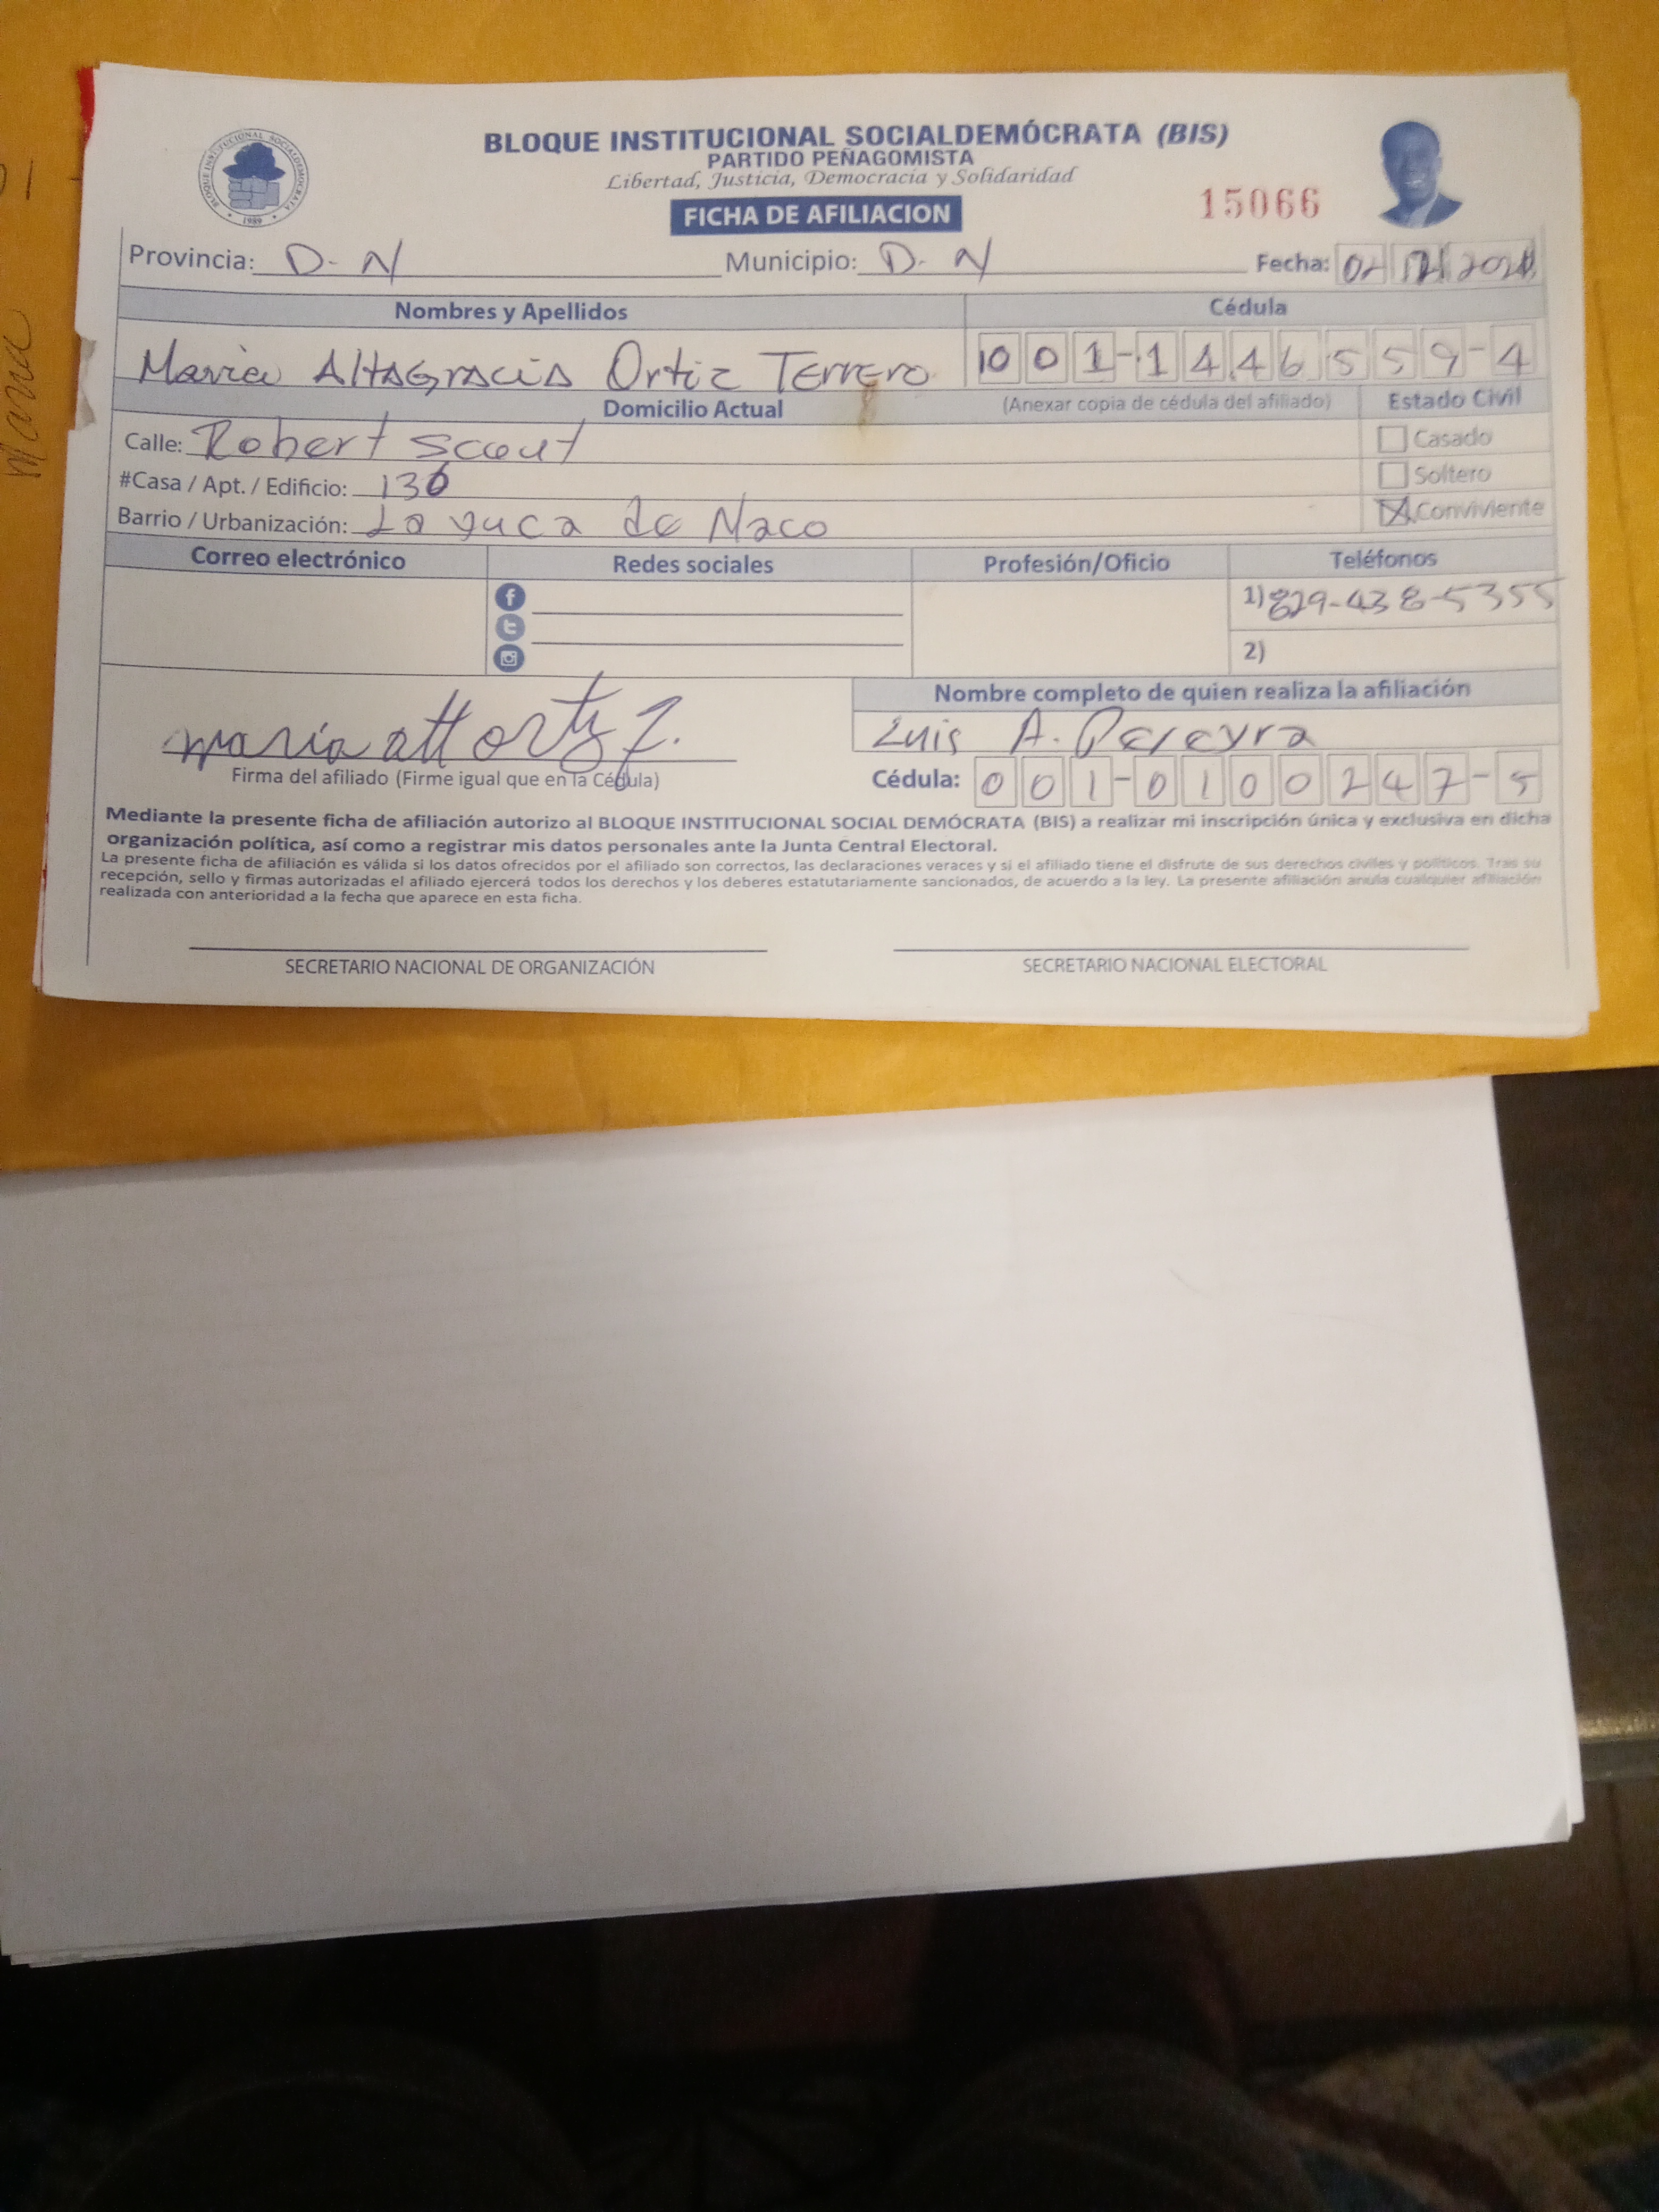 BLOQUE INSTITUCIONAL SOCIALDEMÓCRATA
1989
BLOQUE INSTITUCIONAL SOCIALDEMÓCRATA (BIS)
PARTIDO PEÑAGOMISTA
Libertad, Justicia, Democracia y Solidaridad
FICHA DE AFILIACION
15066
Provincia: D-N Municipio: D-N Fecha:
Nombres y Apellidos Cédula
Maria Altagracia Ortiz Terrero 001-1446559-4
Domicilio Actual (Anexar copia de cédula del afiliado) Estado Civil
Calle: Robert scout Casado
#Casa / Apt. / Edificio: 136 Soltero
Barrio / Urbanización: La yuca de Naco Conviviente
Correo electrónico Redes sociales Profesión/Oficio Teléfonos
1) 829-438-5355
2)
Nombre completo de quien realiza la afiliación
Luis A. Pereyra
maria alt ortiz
Firma del afiliado (Firme igual que en la Cédula) Cédula: 001-0100247-5
Mediante la presente ficha de afiliación autorizo al BLOQUE INSTITUCIONAL SOCIAL DEMÓCRATA (BIS) a realizar mi inscripción única y exclusiva en dicha
organización política, así como a registrar mis datos personales ante la Junta Central Electoral.
La presente ficha de afiliación es válida si los datos ofrecidos por el afiliado son correctos, las declaraciones veraces y si el afiliado tiene el disfrute de sus derechos civiles y políticos. Tras su
recepción, sello y firmas autorizadas el afiliado ejercerá todos los derechos y los deberes estatutariamente sancionados, de acuerdo a la ley. La presente afiliación anula cualquier afiliación
realizada con anterioridad a la fecha que aparece en esta ficha.
SECRETARIO NACIONAL DE ORGANIZACIÓN SECRETARIO NACIONAL ELECTORAL